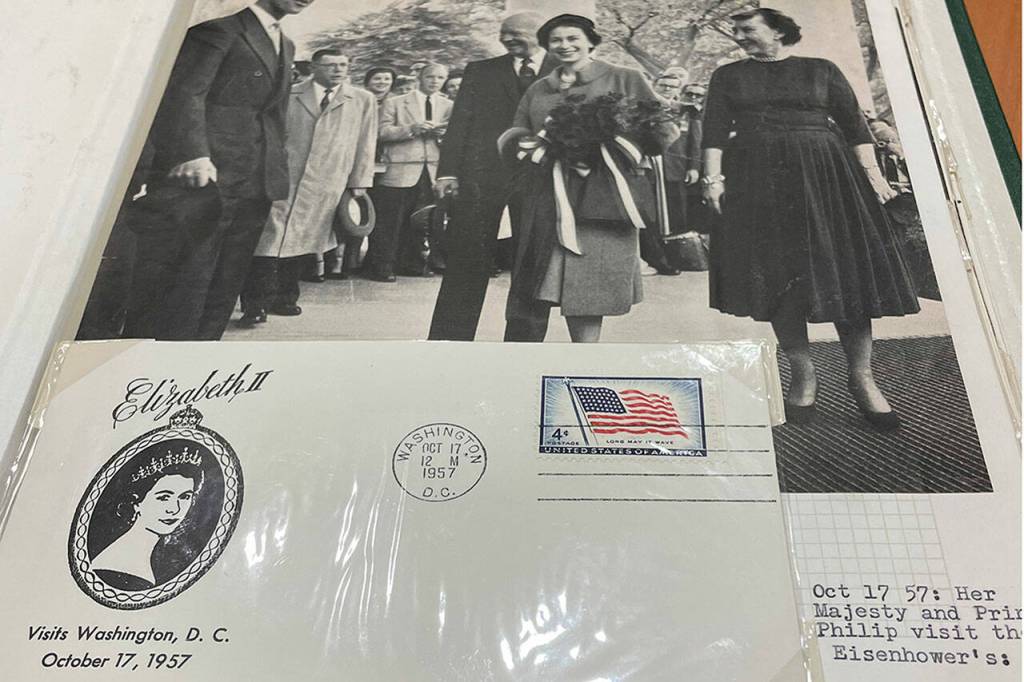 Elizabeth II
WASHINGTON,
OCT 17
12 M
1957
D.C.
4¢
POSTAGE
LONG MAY IT WAVE
UNITED STATES OF AMERICA
Visits Washington, D. C.
October 17, 1957
Oct 17 57: Her
Majesty and Prin
Philip visit th
Eisenhower's: